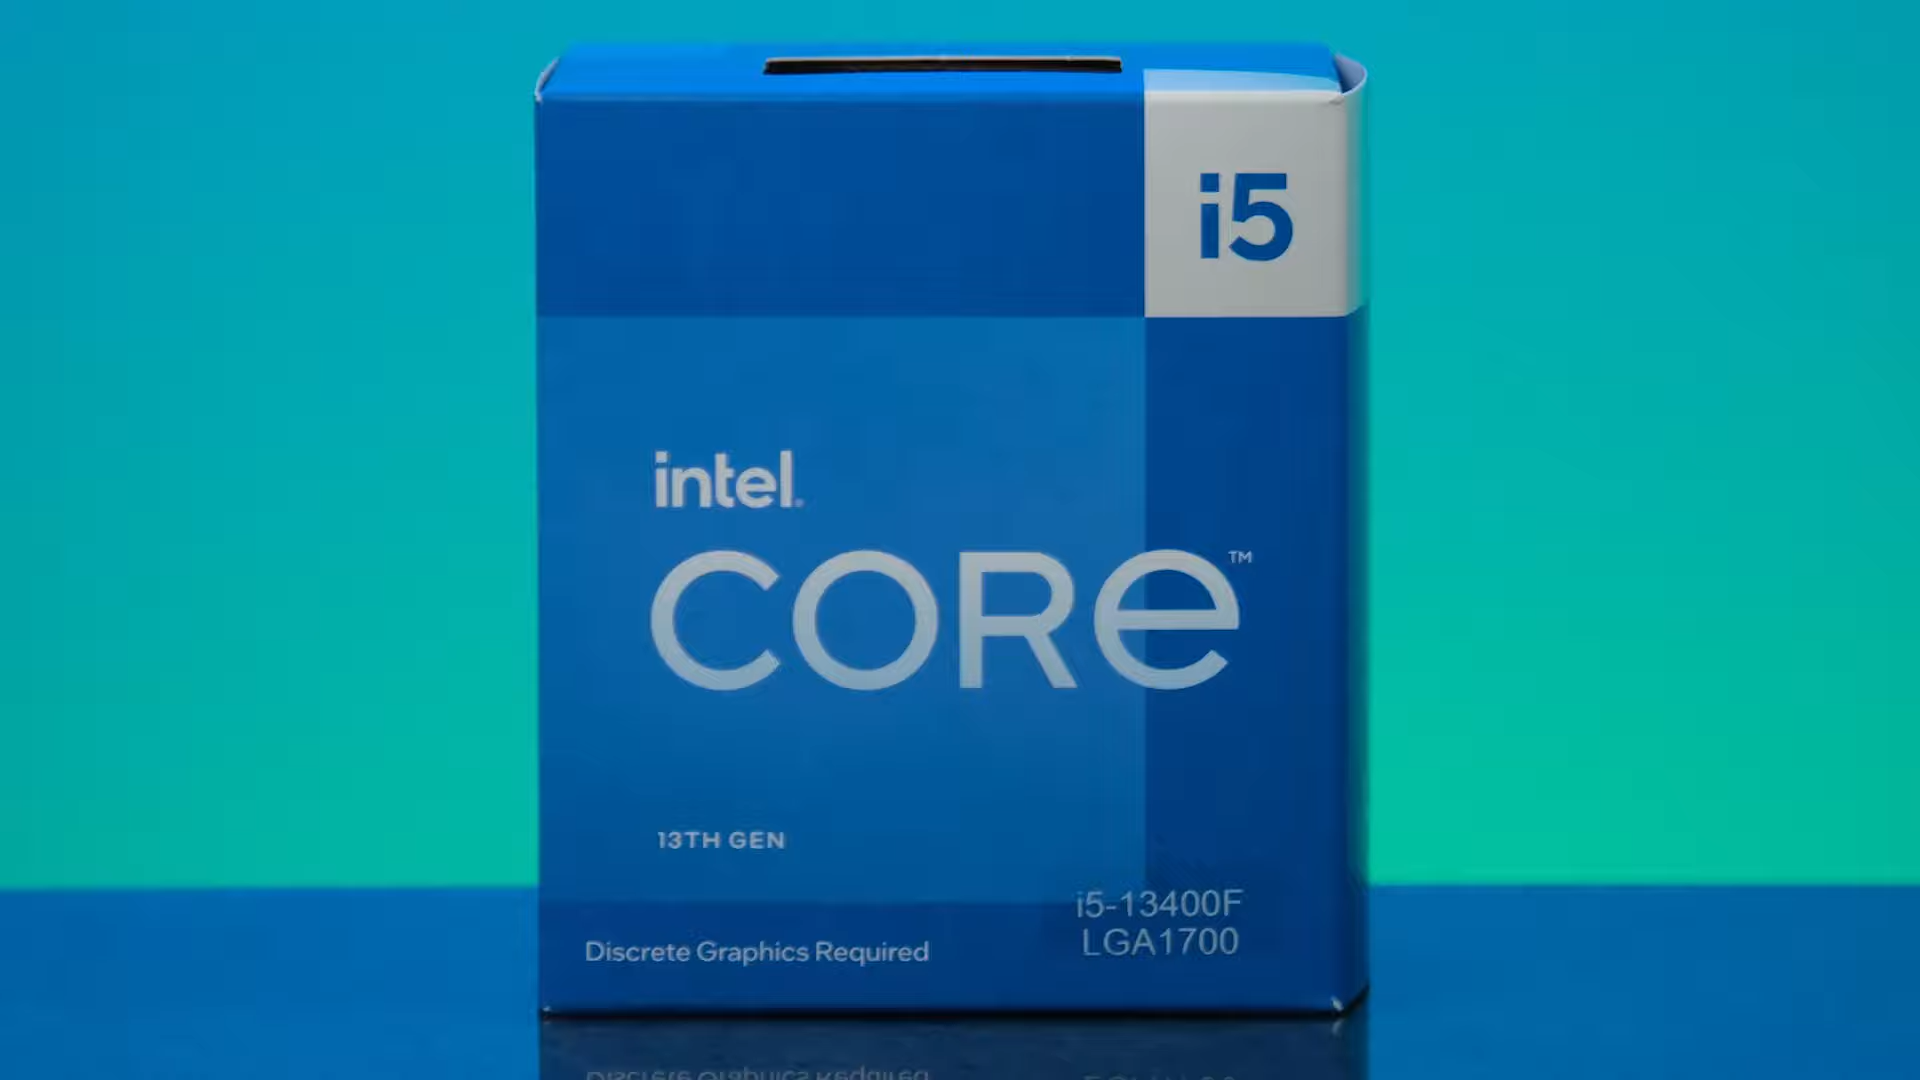 i5
intel.
CORe™
13TH GEN
i5-13400F
LGA1700
Discrete Graphics Required